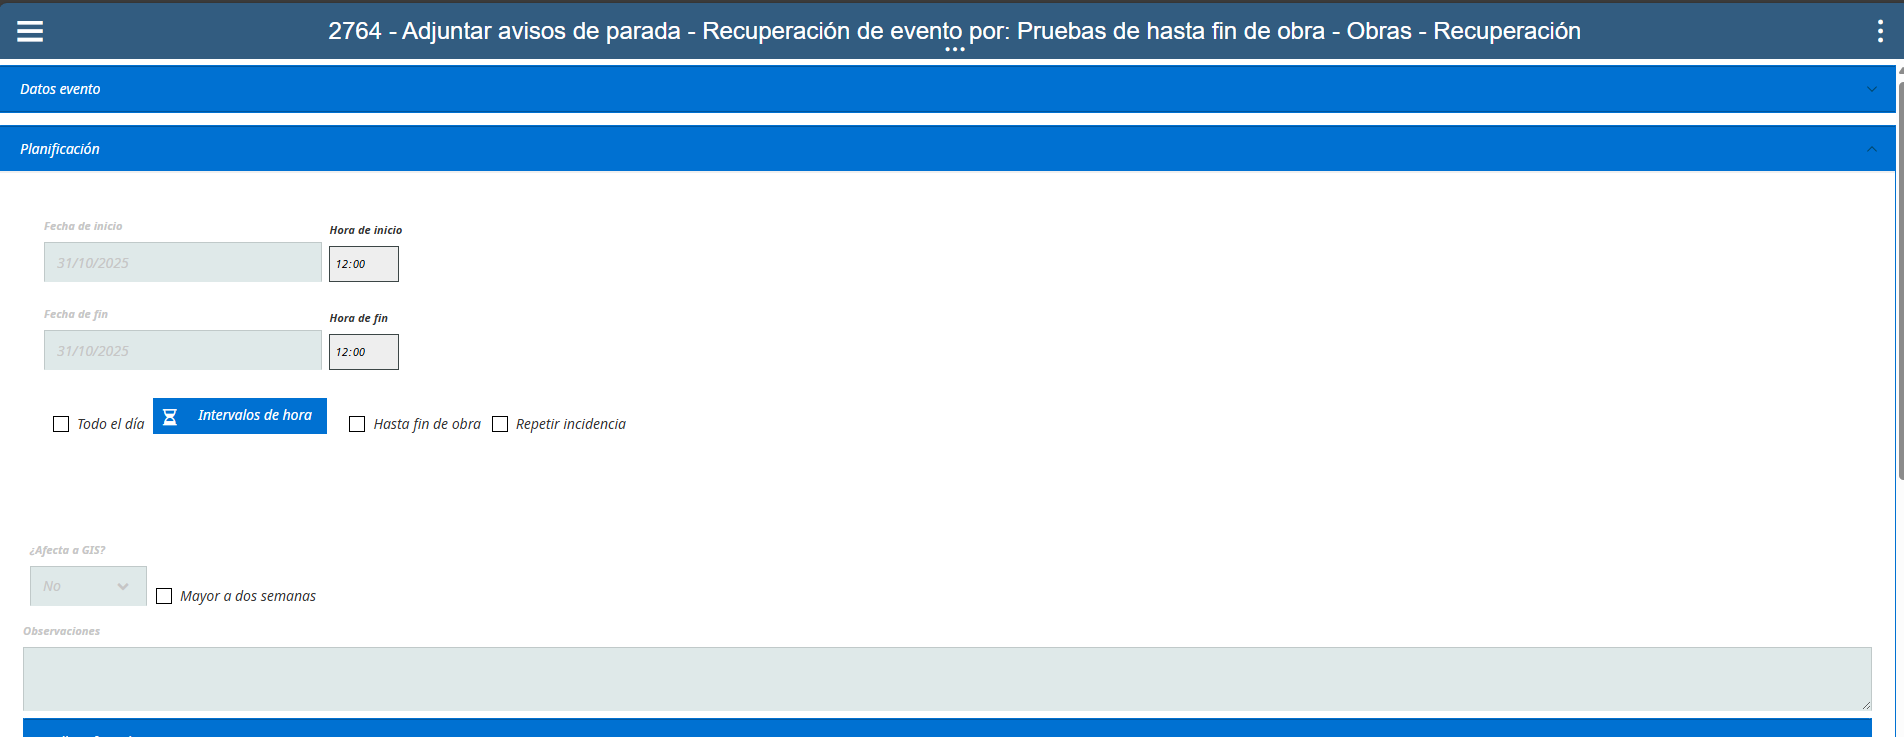 2764 - Adjuntar avisos de parada - Recuperación de evento por: Pruebas de hasta fin de obra - Obras - Recuperación
Datos evento
Planificación
Fecha de inicio
Hora de inicio
31/10/2025
12:00
Fecha de fin
Hora de fin
31/10/2025
12:00
Todo el día
Intervalos de hora
Hasta fin de obra
Repetir incidencia
¿Afecta a GIS?
No
Mayor a dos semanas
Observaciones